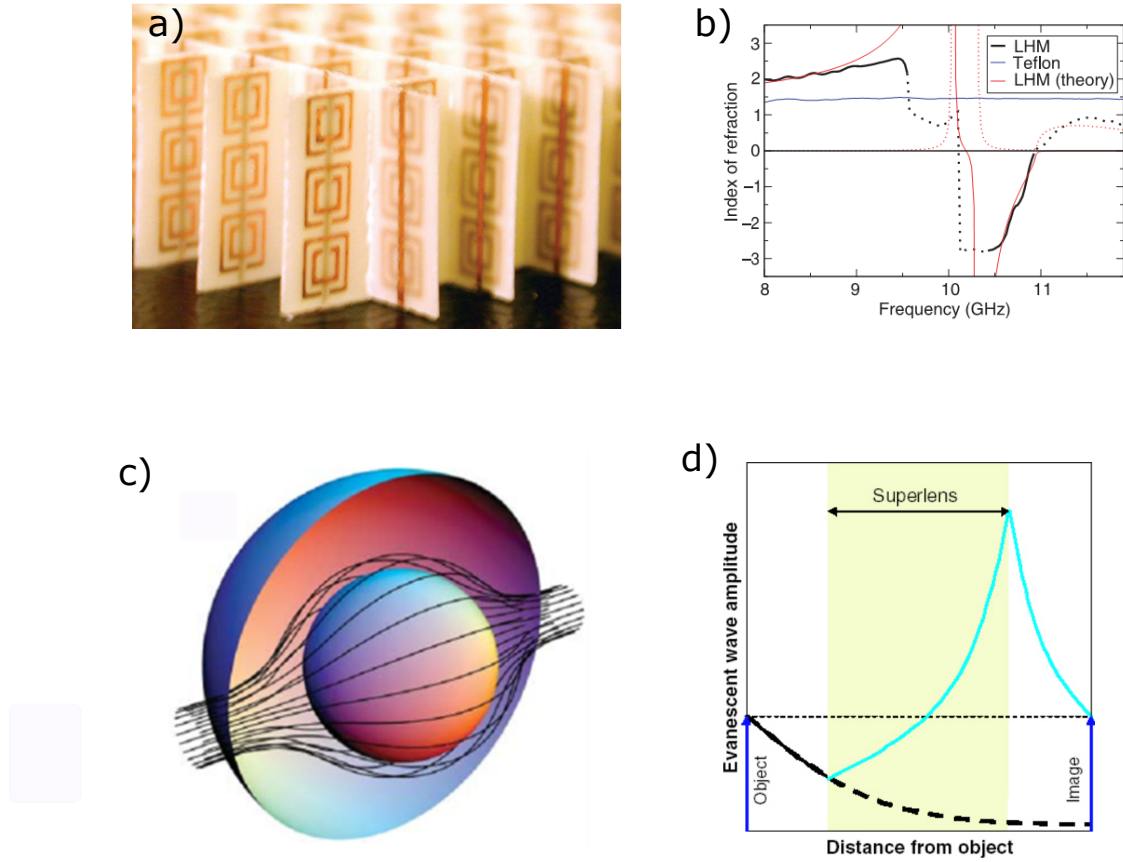 a)
b)
LHM
Teflon
LHM (theory)
Index of refraction
3
2
1
0
-1
-2
-3
8
9
10
11
Frequency (GHz)
c)
d)
Superlens
Evanescent wave amplitude
Object
Image
Distance from object